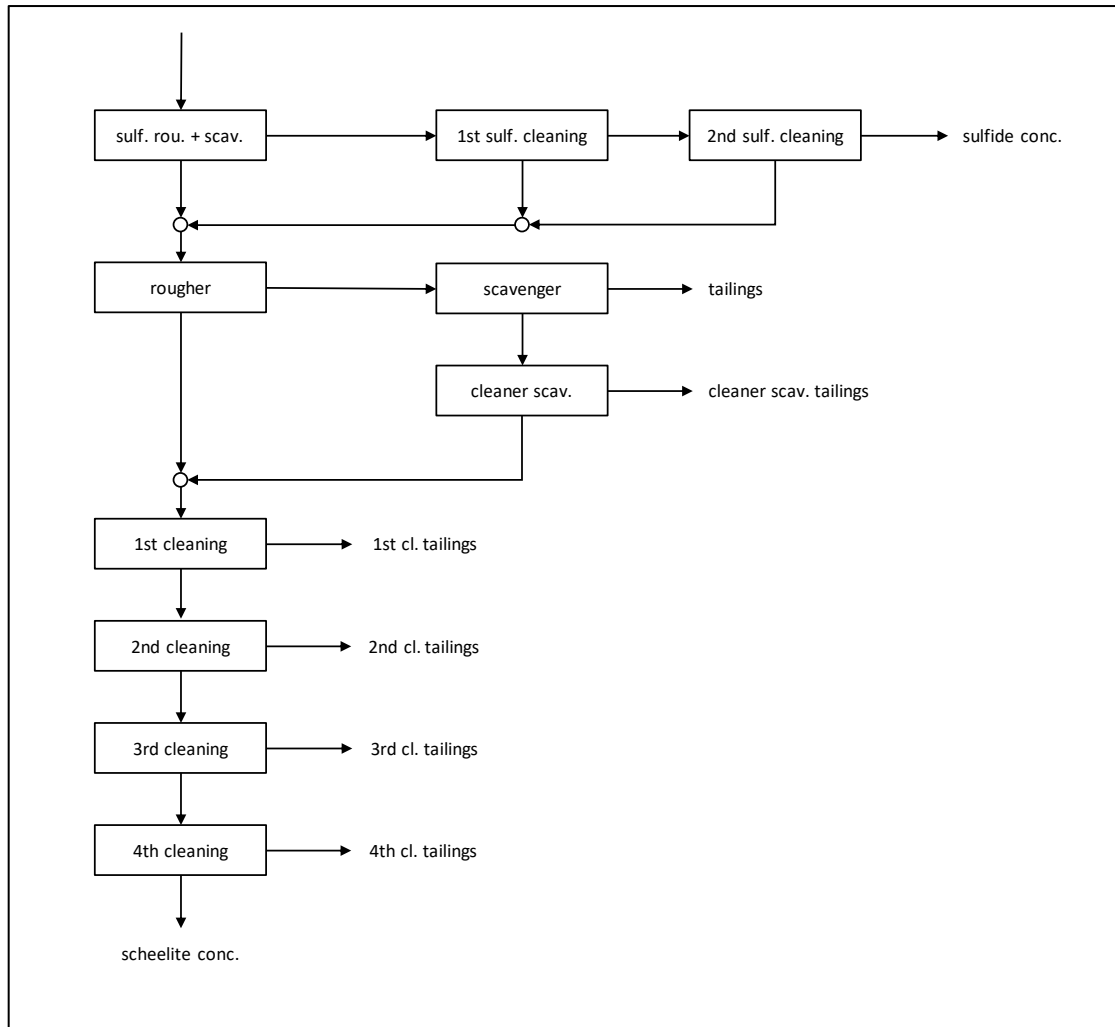 sulf. rou. + scav.
1st sulf. cleaning
2nd sulf. cleaning
sulfide conc.
rougher
scavenger
tailings
cleaner scav.
cleaner scav. tailings
1st cleaning
1st cl. tailings
2nd cleaning
2nd cl. tailings
3rd cleaning
3rd cl. tailings
4th cleaning
4th cl. tailings
scheelite conc.